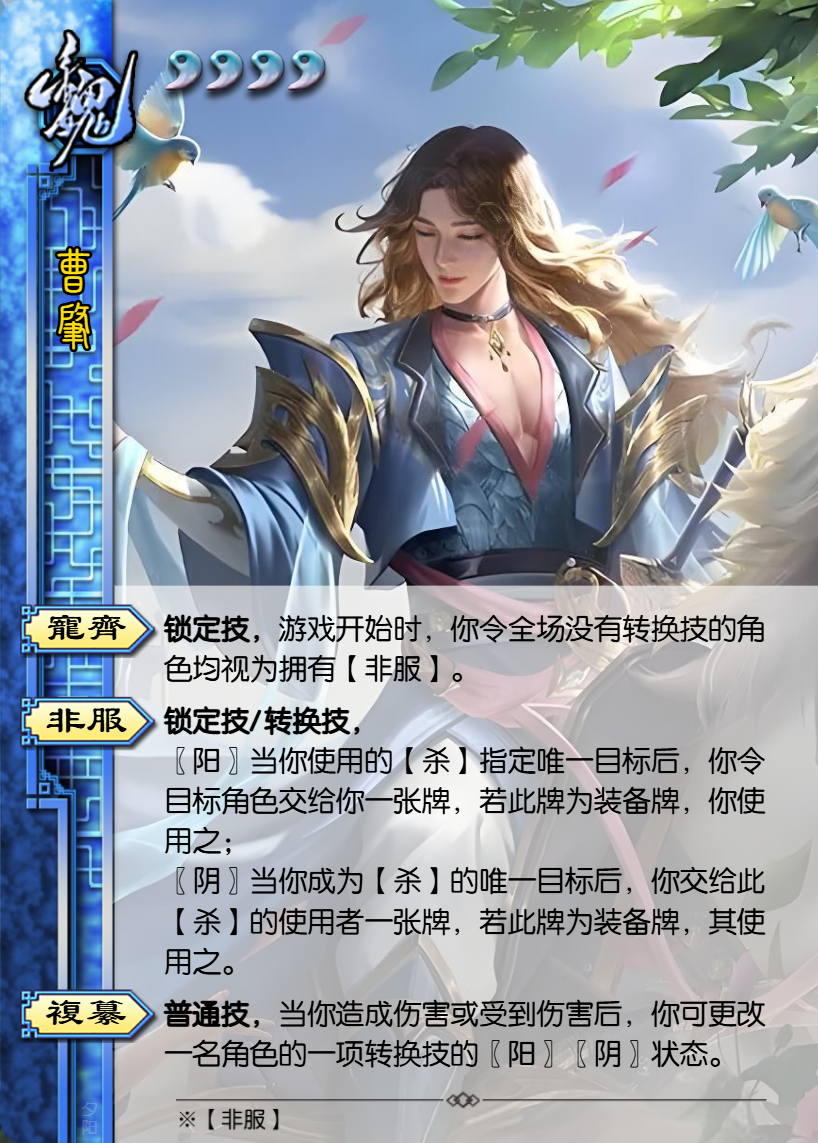 魏
曹肇
寵齊
锁定技，游戏开始时，你令全场没有转换技的角
色均视为拥有【非服】。
非服
锁定技/转换技，
〖阳〗当你使用的【杀】指定唯一目标后，你令
目标角色交给你一张牌，若此牌为装备牌，你使
用之；
〖阴〗当你成为【杀】的唯一目标后，你交给此
【杀】的使用者一张牌，若此牌为装备牌，其使
用之。
複纂
普通技，当你造成伤害或受到伤害后，你可更改
一名角色的一项转换技的〖阳〗〖阴〗状态。
※【非服】
夕阳